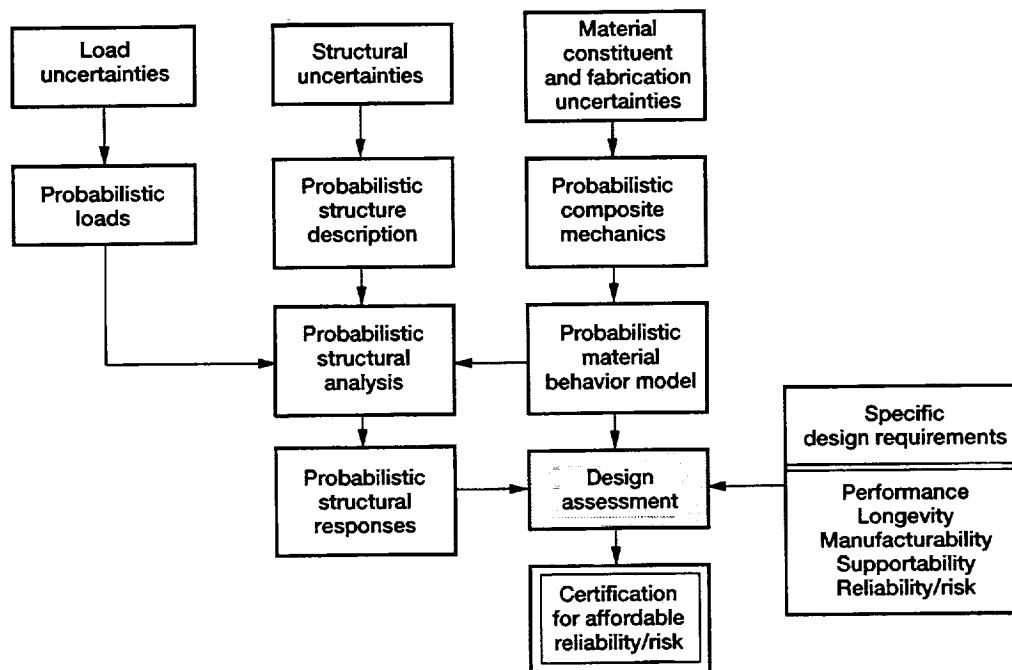 Load
uncertainties
Structural
uncertainties
Material
constituent
and fabrication
uncertainties
Probabilistic
loads
Probabilistic
structure
description
Probabilistic
composite
mechanics
Probabilistic
structural
analysis
Probabilistic
material
behavior model
Specific
design requirements
Performance
Longevity
Manufacturability
Supportability
Reliability/risk
Probabilistic
structural
responses
Design
assessment
Certification
for affordable
reliability/risk